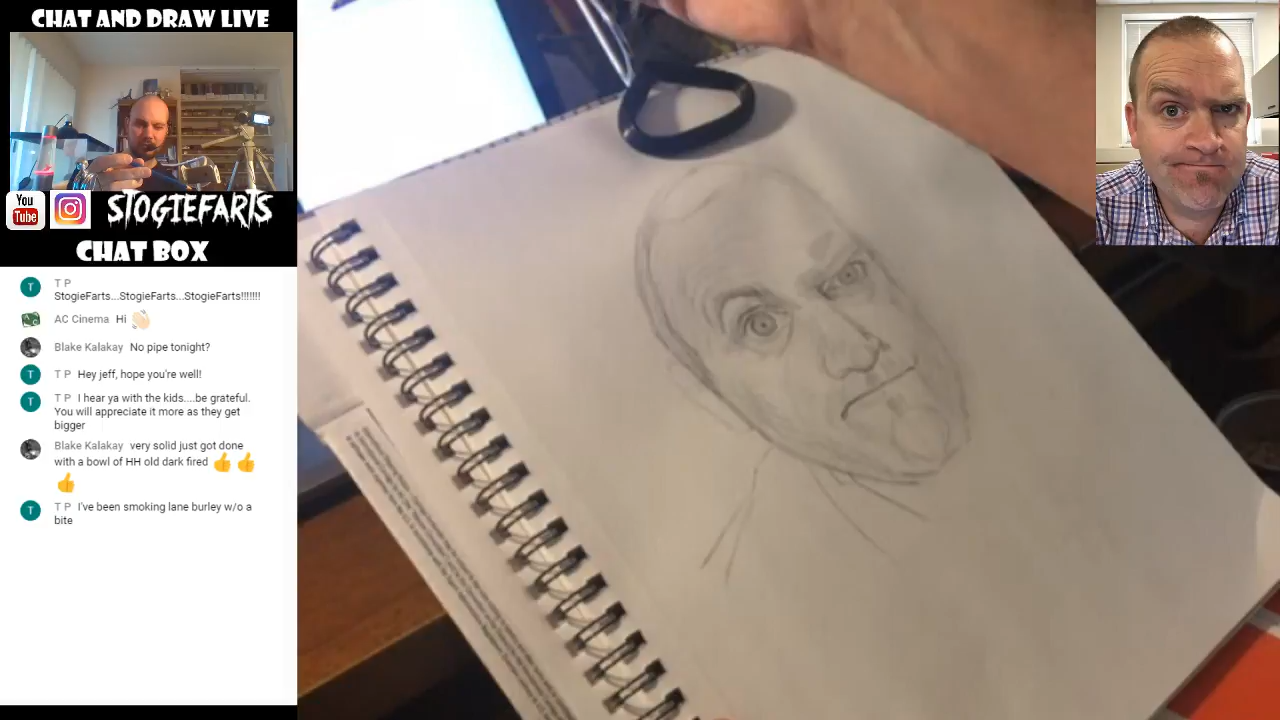 CHAT AND DRAW LIVE
You
Tube
STOGIEFARTS
CHAT BOX
T P
StogieFarts...StogieFarts...StogieFarts!!!!!!!
AC Cinema Hi 👋🏻
Blake Kalakay No pipe tonight?
T P Hey jeff, hope you're well!
T P I hear ya with the kids....be grateful.
You will appreciate it more as they get
bigger
Blake Kalakay very solid just got done
with a bowl of HH old dark fired 👍 👍
👍
T P I've been smoking lane burley w/o a
bite
T
T
T
T